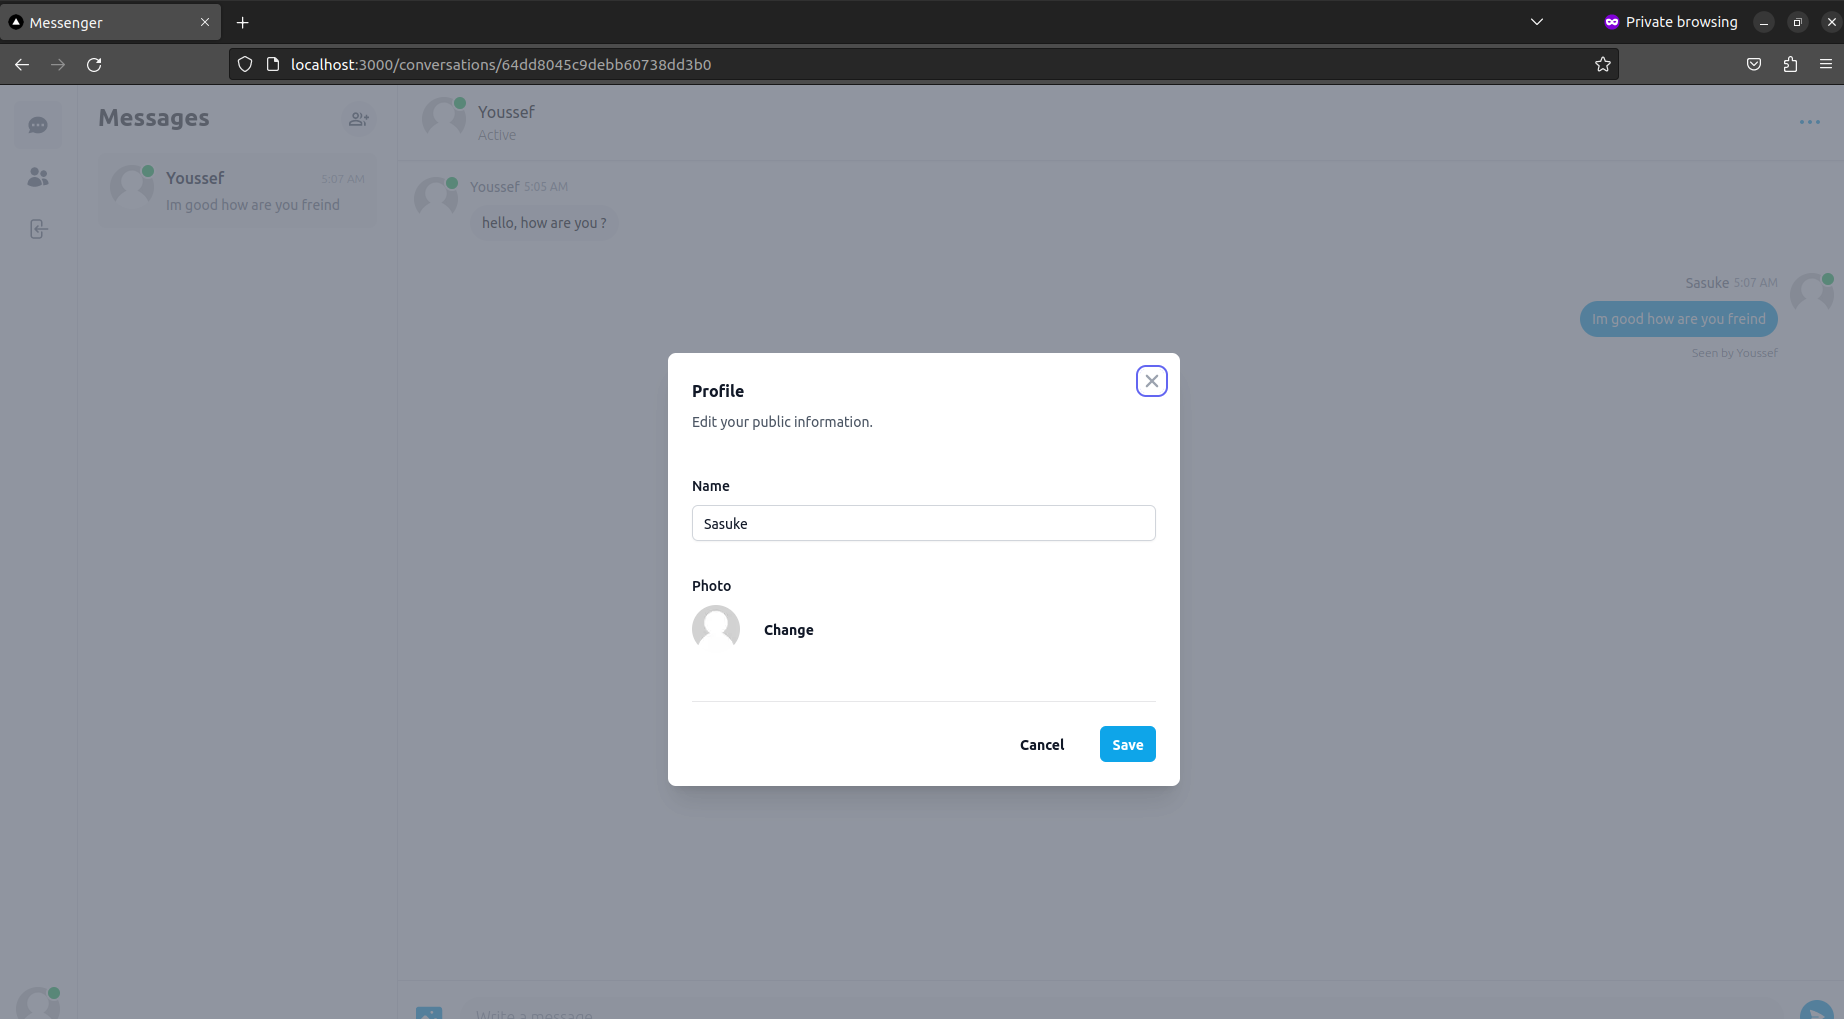 Messenger
Private browsing
localhost:3000/conversations/64dd8045c9debb60738dd3b0
Messages
Youssef
5:07 AM
Im good how are you freind
Youssef
Active
Youssef 5:05 AM
hello, how are you ?
Sasuke 5:07 AM
Im good how are you freind
Seen by Youssef
Profile
Edit your public information.
Name
Sasuke
Photo
Change
Cancel
Save
Write a message